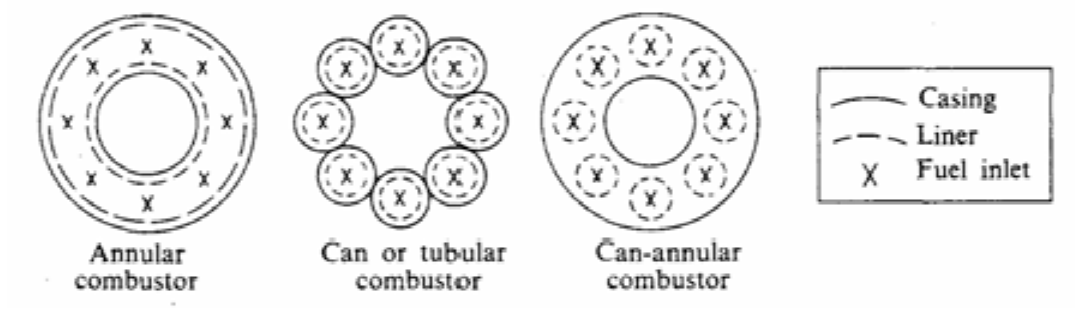 X X X X X X X X
X X X X X X X X
X X X X X X X X
Casing
Liner
X Fuel inlet
Annular
combustor
Can or tubular
combustor
Can-annular
combustor